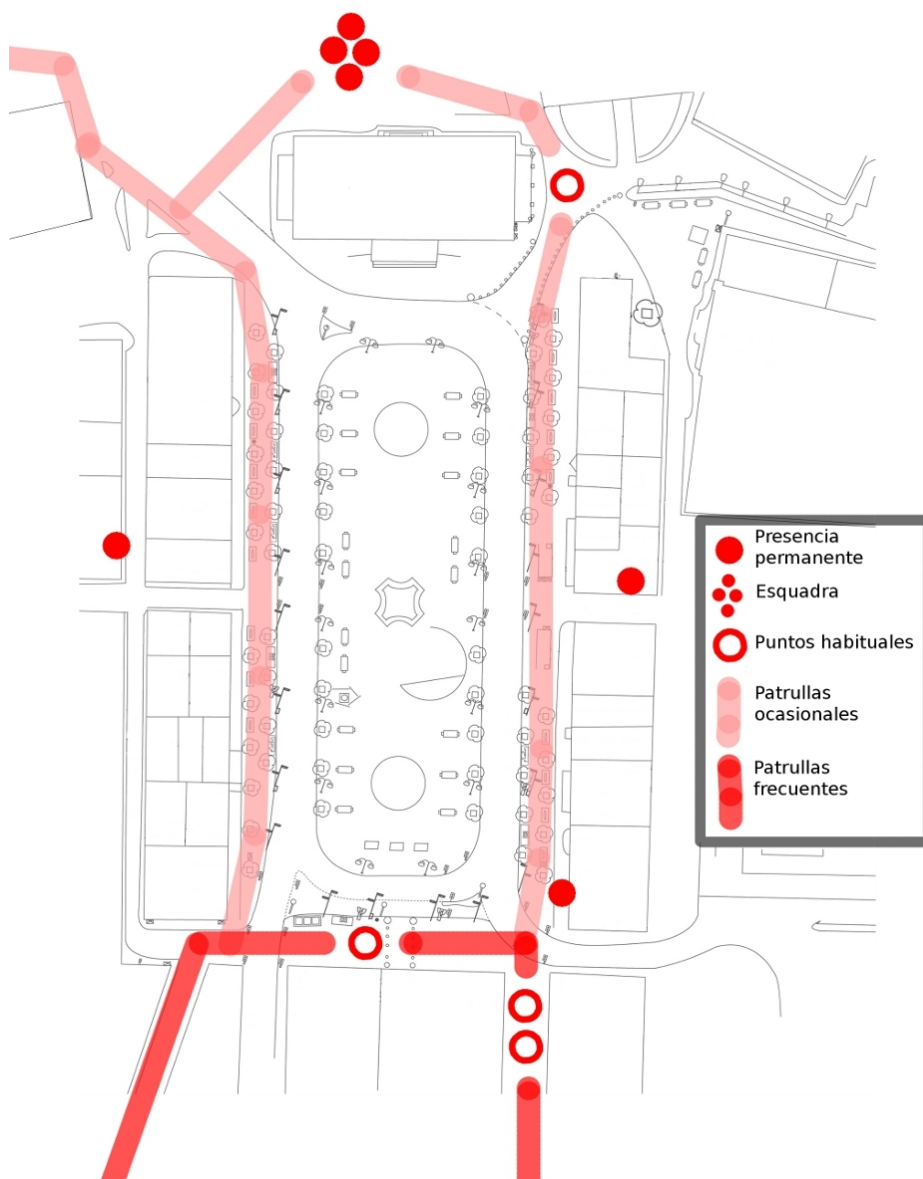 Presencia
permanente
Esquadra
Puntos habituales
Patrullas
ocasionales
Patrullas
frecuentes